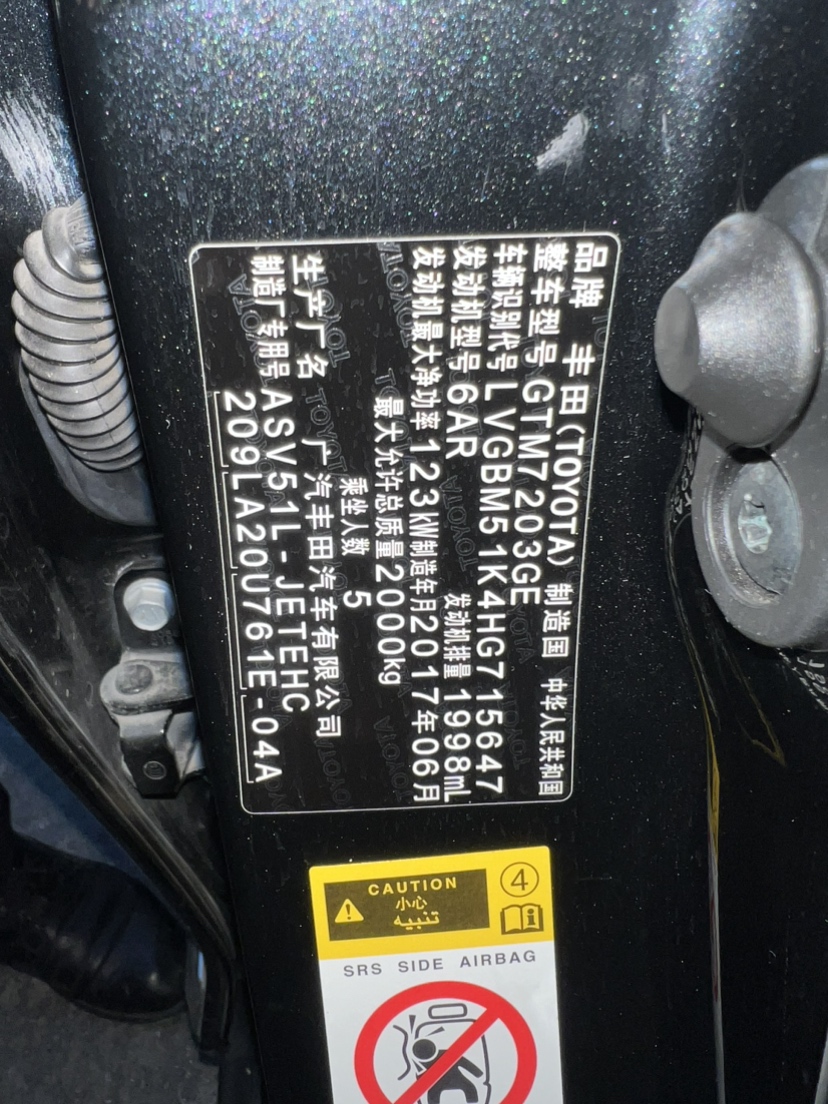 品牌 丰田(TOYOTA) 制造国 中华人民共和国
整车型号 GTM7203GE
车辆识别代号 LVGBM51K4HG715647
发动机型号 6AR 发动机排量 1998mL
发动机最大净功率 123kW 制造年月 2017年06月
最大允许总质量 2000kg
乘坐人数 5
生产厂名 广汽丰田汽车有限公司
制造厂专用号 ASV51L-JETEHC
209LA20U761E-04A
CAUTION
小心
تنبيه
4
SRS SIDE AIRBAG